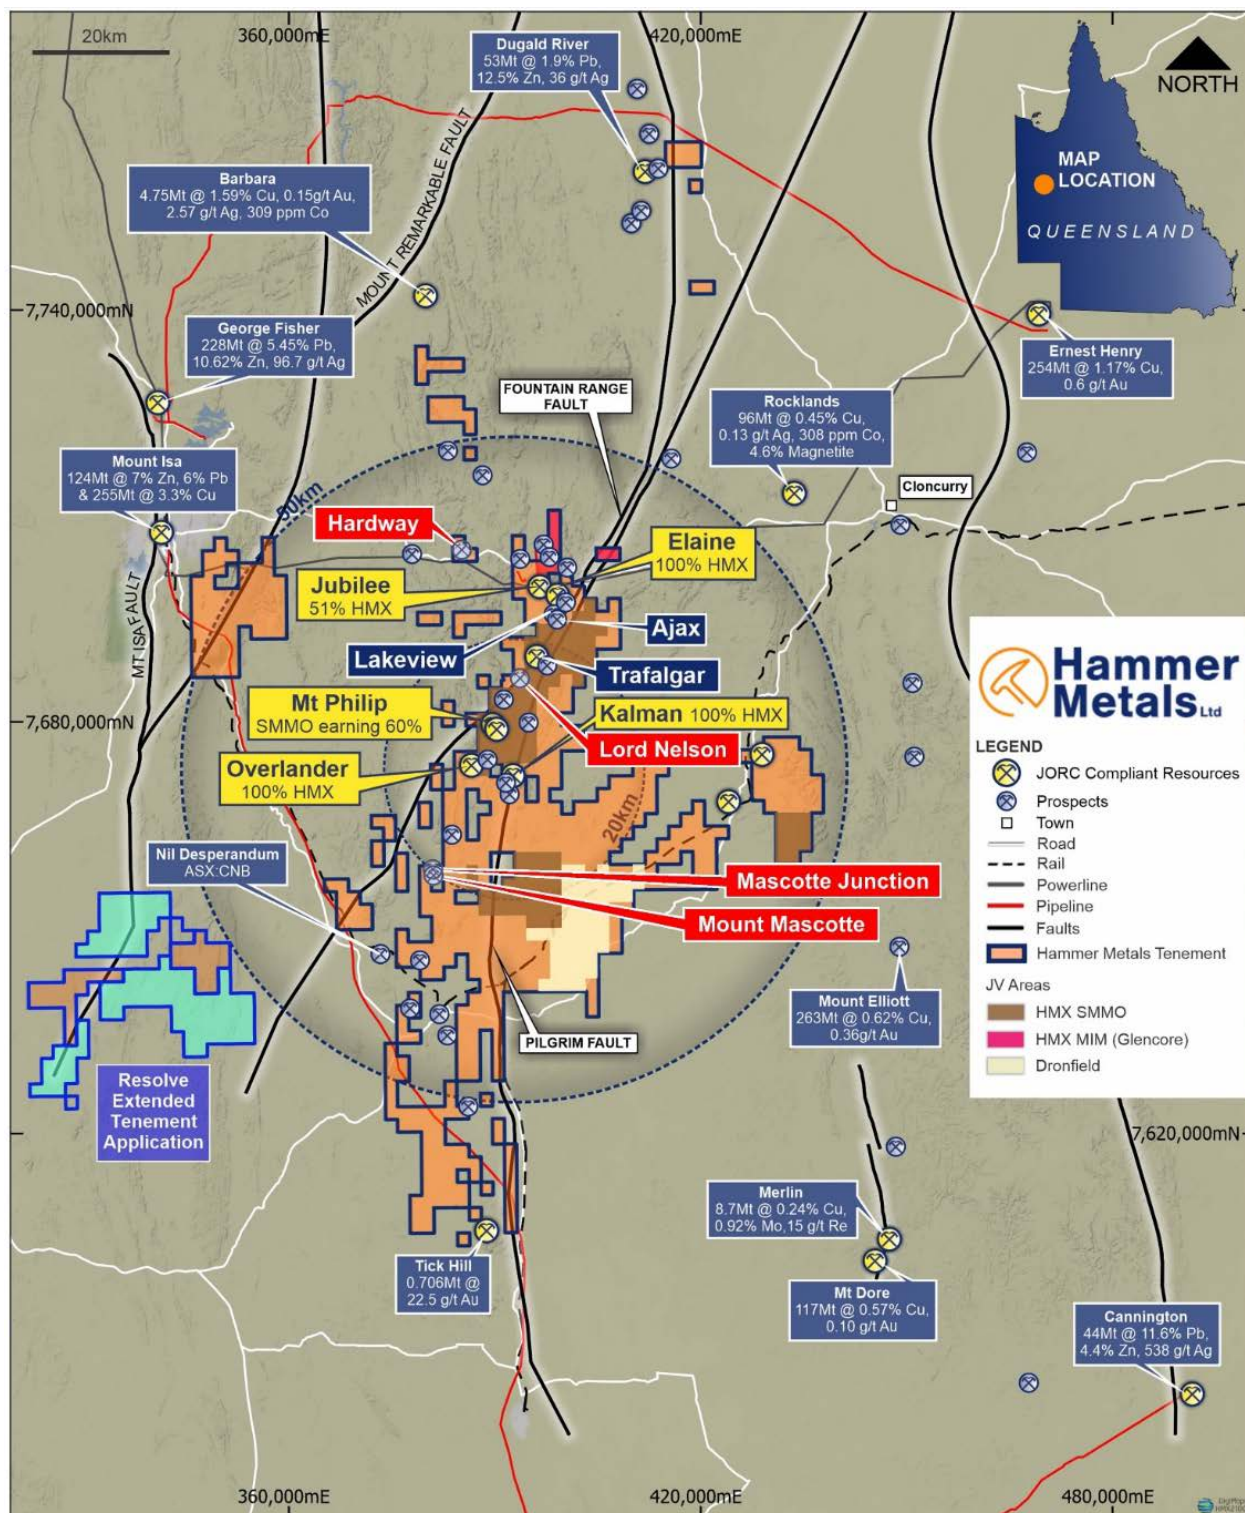 20km
360,000mE
420,000mE
Dugald River
53Mt @ 1.9% Pb,
12.5% Zn, 36 g/t Ag
NORTH
MAP
LOCATION
QUEENSLAND
MOUNT REMARKABLE FAULT
Barbara
4.75Mt @ 1.59% Cu, 0.15g/t Au,
2.57 g/t Ag, 309 ppm Co
7,740,000mN
George Fisher
228Mt @ 5.45% Pb,
10.62% Zn, 96.7 g/t Ag
Ernest Henry
254Mt @ 1.17% Cu,
0.6 g/t Au
FOUNTAIN RANGE
FAULT
Rocklands
96Mt @ 0.45% Cu,
0.13 g/t Ag, 308 ppm Co,
4.6% Magnetite
Mount Isa
124Mt @ 7% Zn, 6% Pb
& 255Mt @ 3.3% Cu
Cloncurry
50km
Hardway
Elaine
100% HMX
Jubilee
51% HMX
MT ISA FAULT
Ajax
Lakeview
Trafalgar
Mt Philip
SMMO earning 60%
Kalman 100% HMX
7,680,000mN
Lord Nelson
Overlander
100% HMX
20km
Nil Desperandum
ASX:CNB
Mascotte Junction
Mount Mascotte
Mount Elliott
263Mt @ 0.62% Cu,
0.36g/t Au
PILGRIM FAULT
Resolve
Extended
Tenement
Application
Hammer
Metals Ltd
LEGEND
JORC Compliant Resources
Prospects
Town
Road
Rail
Powerline
Pipeline
Faults
Hammer Metals Tenement
JV Areas
HMX SMMO
HMX MIM (Glencore)
Dronfield
7,620,000mN
Merlin
8.7Mt @ 0.24% Cu,
0.92% Mo,15 g/t Re
Tick Hill
0.706Mt @
22.5 g/t Au
Mt Dore
117Mt @ 0.57% Cu,
0.10 g/t Au
Cannington
44Mt @ 11.6% Pb,
4.4% Zn, 538 g/t Ag
360,000mE
420,000mE
480,000mE